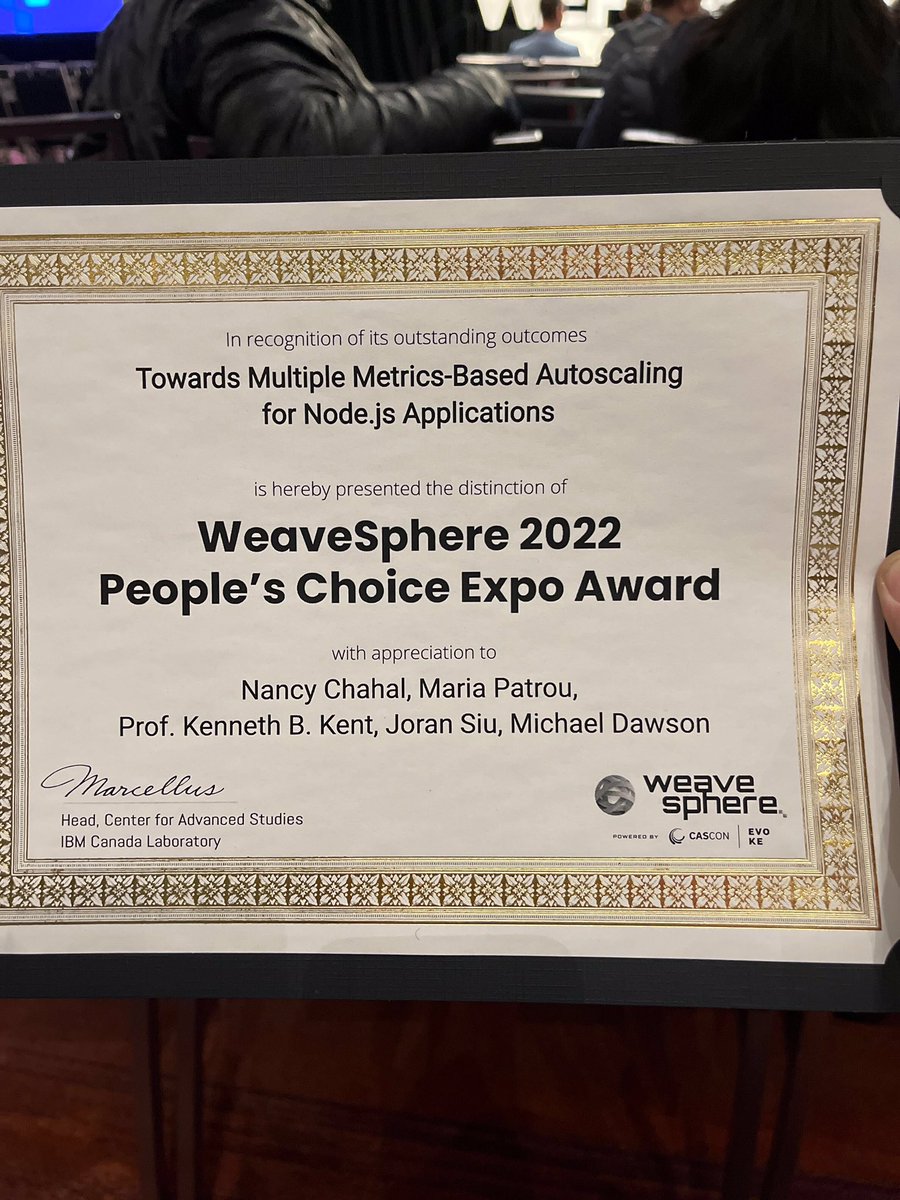 In recognition of its outstanding outcomes
Towards Multiple Metrics-Based Autoscaling
for Node.js Applications
is hereby presented the distinction of
WeaveSphere 2022
People's Choice Expo Award
with appreciation to
Nancy Chahal, Maria Patrou,
Prof. Kenneth B. Kent, Joran Siu, Michael Dawson
Marcellus
Head, Center for Advanced Studies
IBM Canada Laboratory
weave
sphere
POWERED BY CASCON EVO
KE